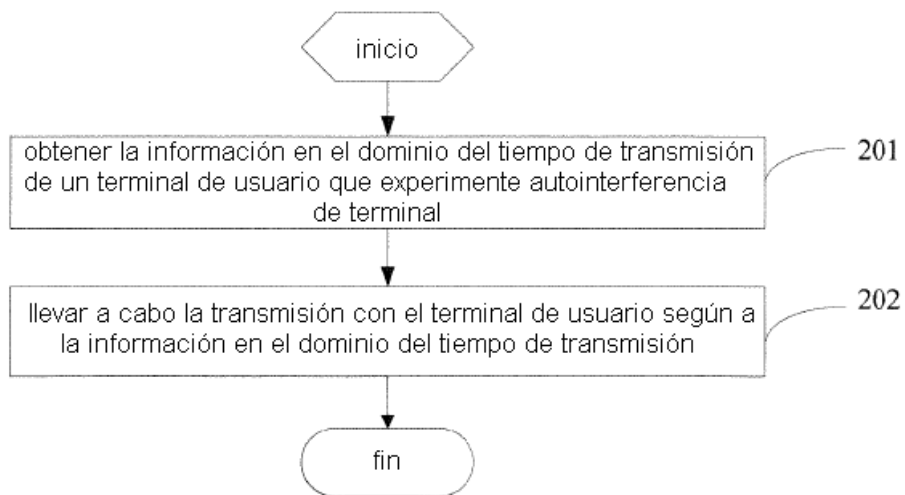 inicio
obtener la información en el dominio del tiempo de transmisión
de un terminal de usuario que experimente autointerferencia
de terminal
201
llevar a cabo la transmisión con el terminal de usuario según a
la información en el dominio del tiempo de transmisión
202
fin